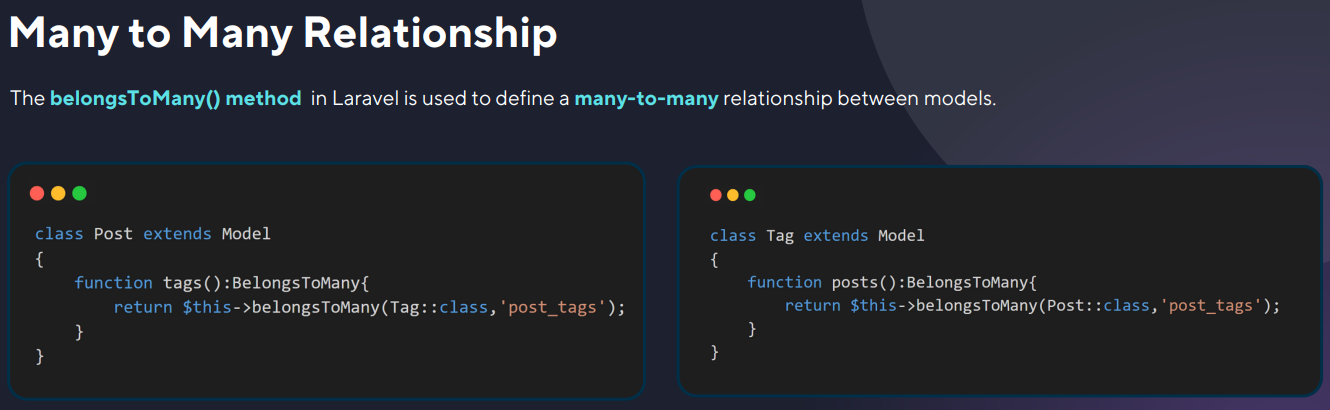 Many to Many Relationship
The belongsToMany() method in Laravel is used to define a many-to-many relationship between models.
class Post extends Model
{
    function tags():BelongsToMany{
        return $this->belongsToMany(Tag::class,'post_tags');
    }
}
class Tag extends Model
{
    function posts():BelongsToMany{
        return $this->belongsToMany(Post::class,'post_tags');
    }
}